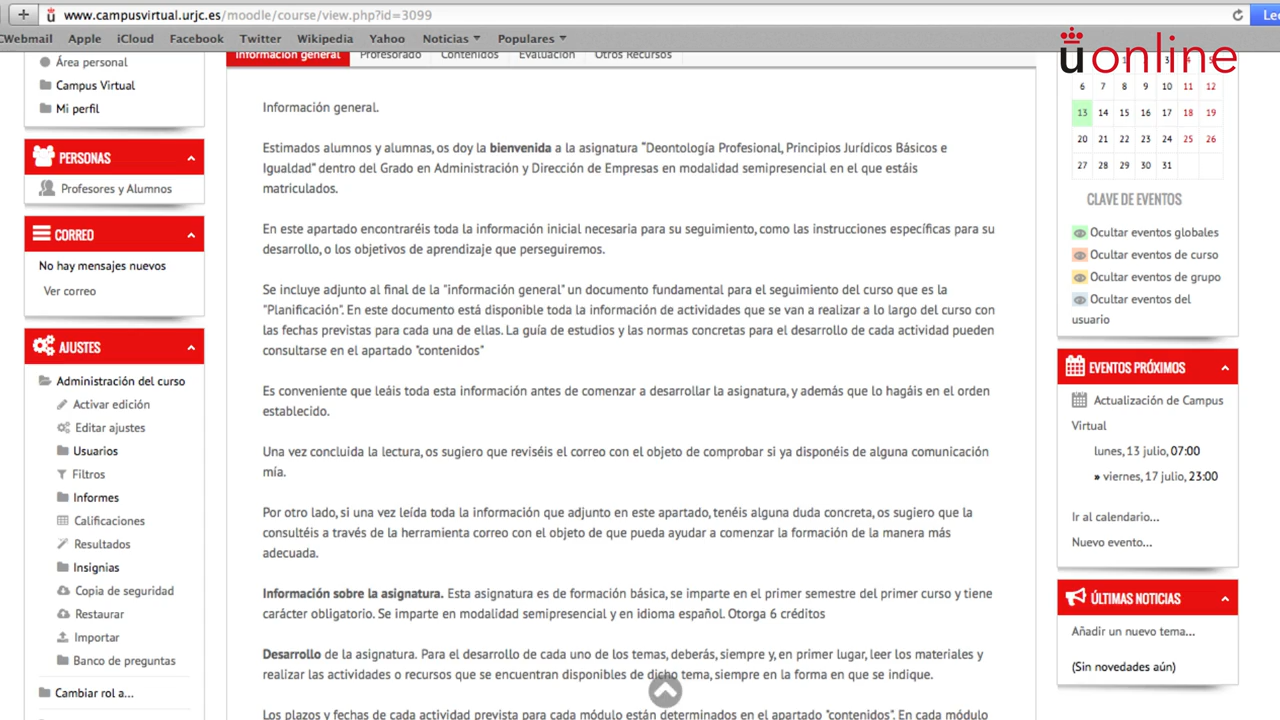 www.campusvirtual.urjc.es/moodle/course/view.php?id=3099
CWebmail Apple iCloud Facebook Twitter Wikipedia Yahoo Noticias Populares
uonline
Área personal
Campus Virtual
Mi perfil
PERSONAS
Profesores y Alumnos
CORREO
No hay mensajes nuevos
Ver correo
AJUSTES
Administración del curso
Activar edición
Editar ajustes
Usuarios
Filtros
Informes
Calificaciones
Resultados
Insignias
Copia de seguridad
Restaurar
Importar
Banco de preguntas
Cambiar rol a...
Información general Profesorado Contenidos Evaluación Otros Recursos
Información general.
Estimados alumnos y alumnas, os doy la bienvenida a la asignatura “Deontología Profesional, Principios Jurídicos Básicos e
Igualdad” dentro del Grado en Administración y Dirección de Empresas en modalidad semipresencial en el que estáis
matriculados.
En este apartado encontraréis toda la información inicial necesaria para su seguimiento, como las instrucciones específicas para su
desarrollo, o los objetivos de aprendizaje que perseguiremos.
Se incluye adjunto al final de la "información general" un documento fundamental para el seguimiento del curso que es la
"Planificación". En este documento está disponible toda la información de actividades que se van a realizar a lo largo del curso con
las fechas previstas para cada una de ellas. La guía de estudios y las normas concretas para el desarrollo de cada actividad pueden
consultarse en el apartado "contenidos"
Es conveniente que leáis toda esta información antes de comenzar a desarrollar la asignatura, y además que lo hagáis en el orden
establecido.
Una vez concluida la lectura, os sugiero que reviséis el correo con el objeto de comprobar si ya disponéis de alguna comunicación
mía.
Por otro lado, si una vez leída toda la información que adjunto en este apartado, tenéis alguna duda concreta, os sugiero que la
consultéis a través de la herramienta correo con el objeto de que pueda ayudar a comenzar la formación de la manera más
adecuada.
Información sobre la asignatura. Esta asignatura es de formación básica, se imparte en el primer semestre del primer curso y tiene
carácter obligatorio. Se imparte en modalidad semipresencial y en idioma español. Otorga 6 créditos
Desarrollo de la asignatura. Para el desarrollo de cada uno de los temas, deberás, siempre y, en primer lugar, leer los materiales y
realizar las actividades o recursos que se encuentran disponibles de dicho tema, siempre en la forma en que se indique.
Los plazos y fechas de cada actividad prevista para cada módulo están determinados en el apartado "contenidos". En cada módulo
6 7 8 9 10 11 12
13 14 15 16 17 18 19
20 21 22 23 24 25 26
27 28 29 30 31
CLAVE DE EVENTOS
Ocultar eventos globales
Ocultar eventos de curso
Ocultar eventos de grupo
Ocultar eventos del
usuario
EVENTOS PRÓXIMOS
Actualización de Campus
Virtual
lunes, 13 julio, 07:00
» viernes, 17 julio, 23:00
Ir al calendario...
Nuevo evento...
ÚLTIMAS NOTICIAS
Añadir un nuevo tema...
(Sin novedades aún)